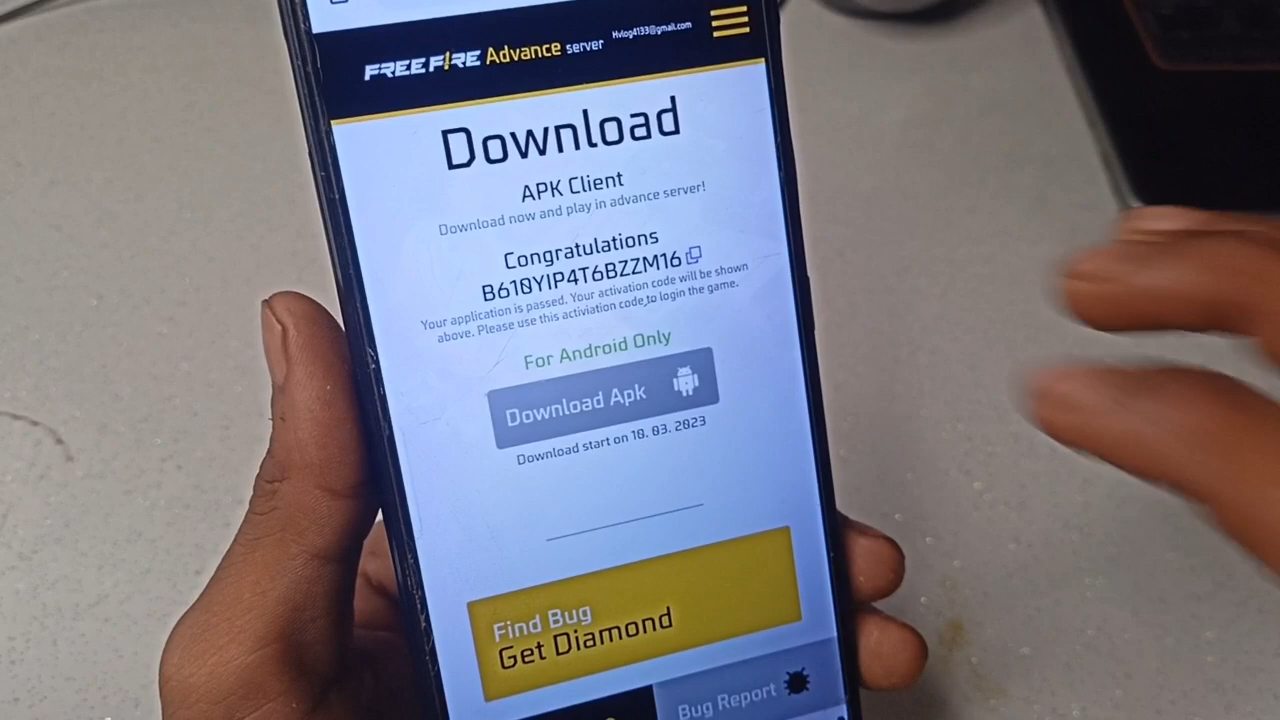 FREE FIRE Advance server
Hvlog4133@gmail.com
Download
APK Client
Download now and play in advance server!
Congratulations
B610YIP4T6BZZM16
Your application is passed. Your activation code will be shown
above. Please use this activiation code to login the game.
For Android Only
Download Apk
Download start on 10. 03. 2023
Find Bug
Get Diamond
Bug Report